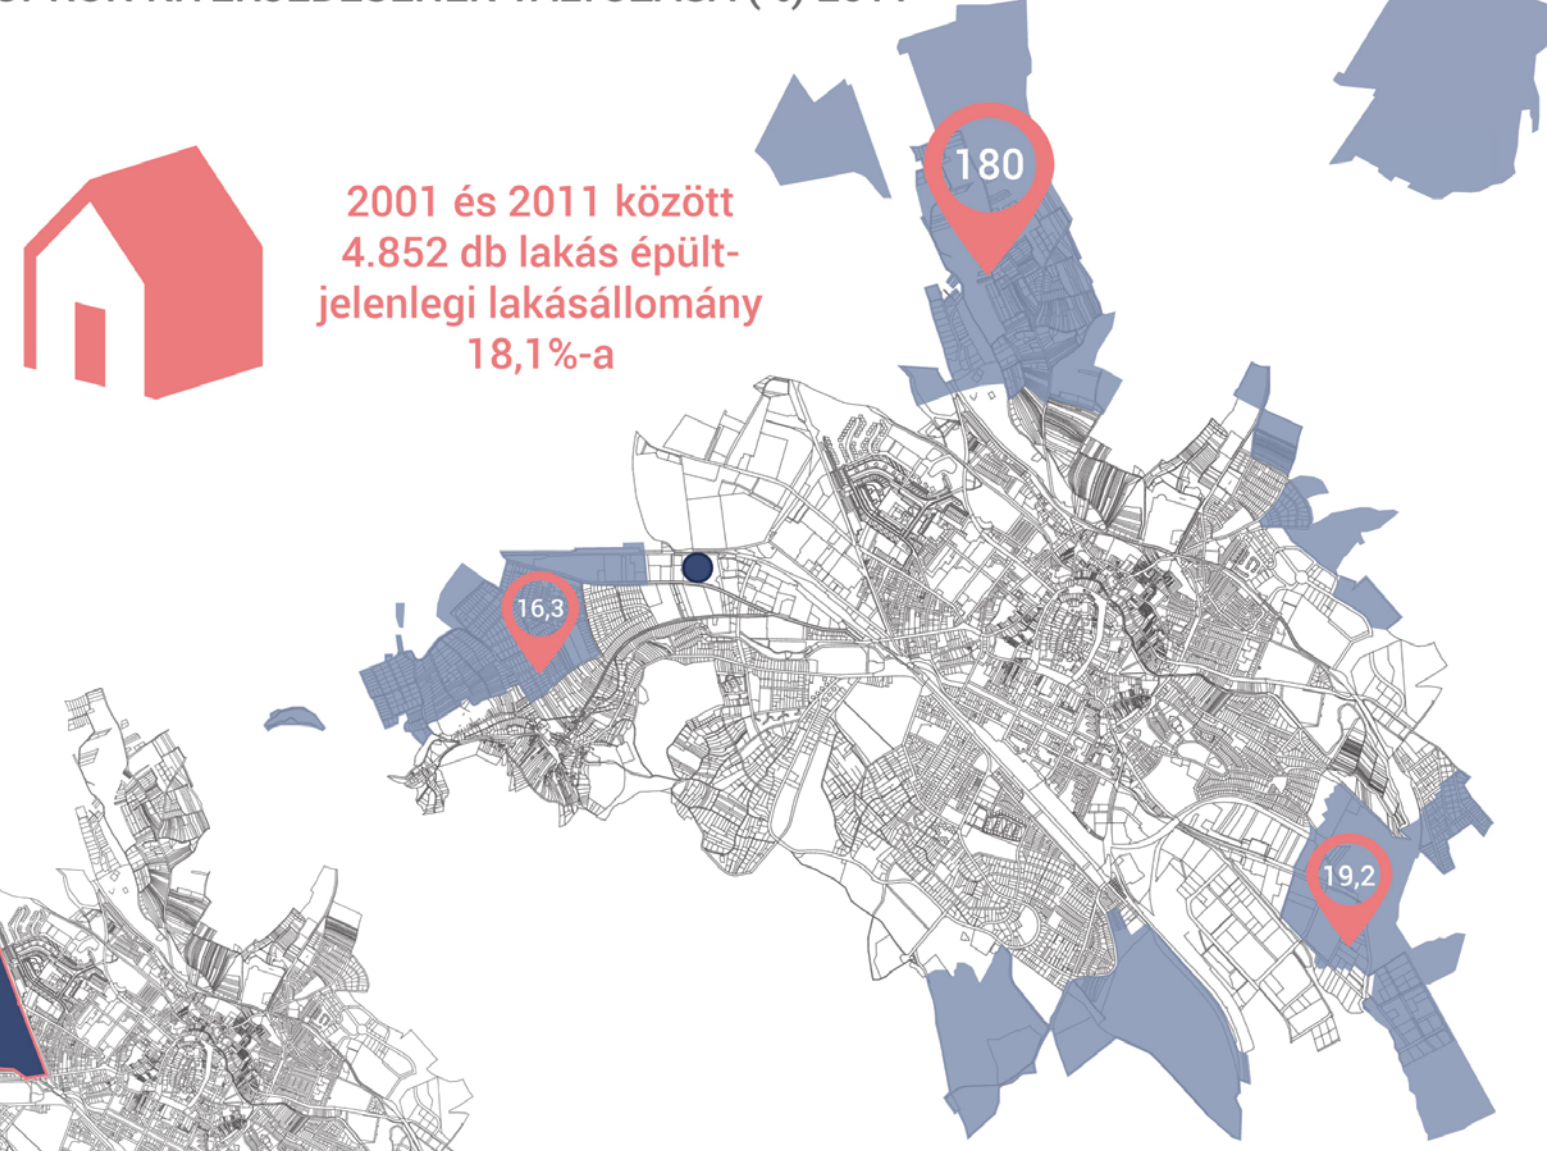 2001 és 2011 között
4.852 db lakás épült-
jelenlegi lakásállomány
18,1%-a
180
16,3
19,2